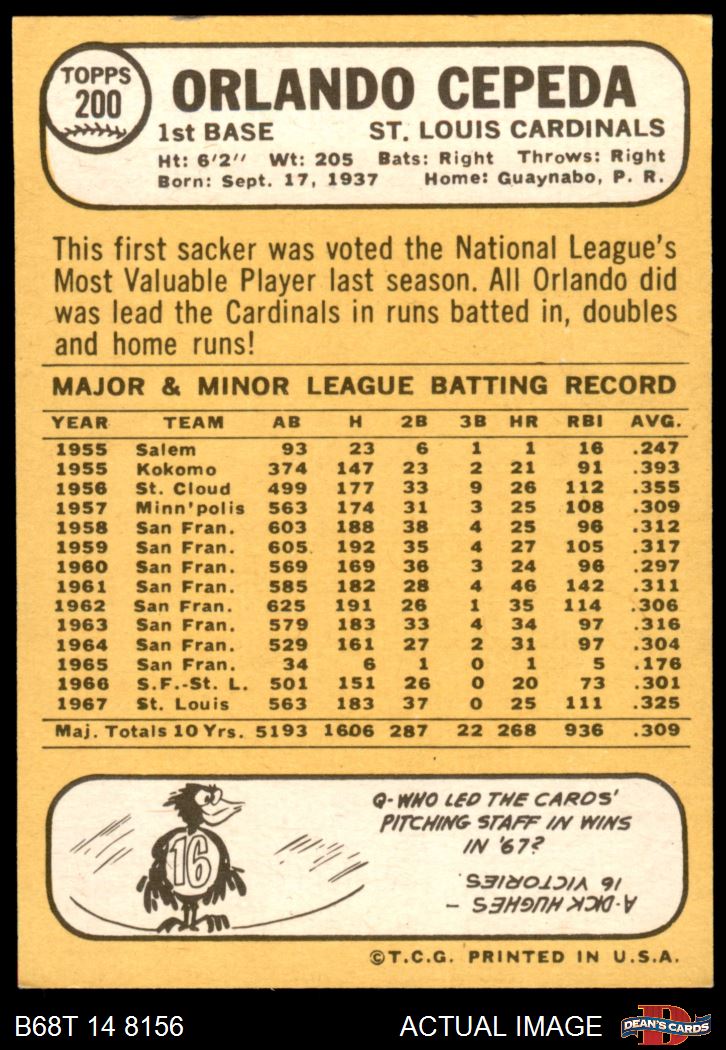 TOPPS
200
ORLANDO CEPEDA
1st BASE ST. LOUIS CARDINALS
Ht: 6'2" Wt: 205 Bats: Right Throws: Right
Born: Sept. 17, 1937 Home: Guaynabo, P. R.
This first sacker was voted the National League's
Most Valuable Player last season. All Orlando did
was lead the Cardinals in runs batted in, doubles
and home runs!
MAJOR & MINOR LEAGUE BATTING RECORD
YEAR TEAM AB H 2B 3B HR RBI AVG.
1955 Salem 93 23 6 1 1 16 .247
1955 Kokomo 374 147 23 2 21 91 .393
1956 St. Cloud 499 177 33 9 26 112 .355
1957 Minn'polis 563 174 31 3 25 108 .309
1958 San Fran. 603 188 38 4 25 96 .312
1959 San Fran. 605 192 35 4 27 105 .317
1960 San Fran. 569 169 36 3 24 96 .297
1961 San Fran. 585 182 28 4 46 142 .311
1962 San Fran. 625 191 26 1 35 114 .306
1963 San Fran. 579 183 33 4 34 97 .316
1964 San Fran. 529 161 27 2 31 97 .304
1965 San Fran. 34 6 1 0 1 5 .176
1966 S.F.-St. L. 501 151 26 0 20 73 .301
1967 St. Louis 563 183 37 0 25 111 .325
Maj. Totals 10 Yrs. 5193 1606 287 22 268 936 .309
16
Q-WHO LED THE CARDS'
PITCHING STAFF IN WINS
IN '67?
A-DICK HUGHES -
16 VICTORIES.
©T.C.G. PRINTED IN U.S.A.
B68T 14 8156 ACTUAL IMAGE
D
DEAN'S CARDS